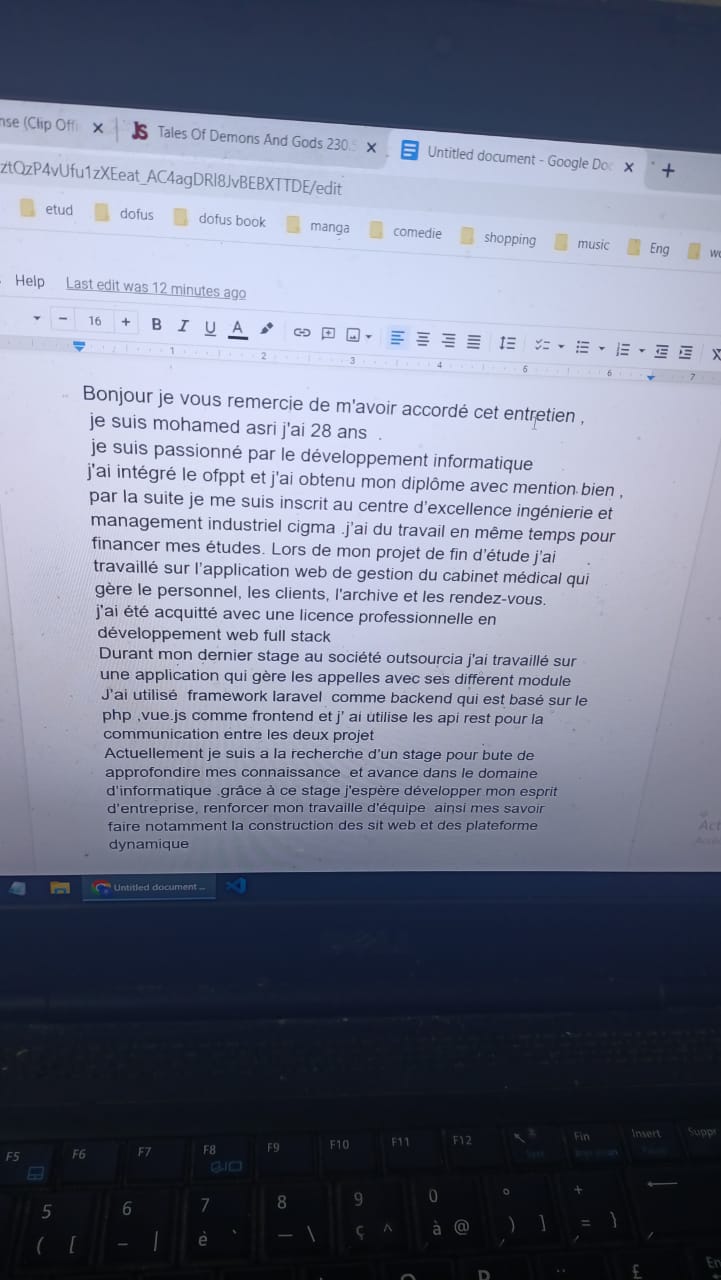 nse (Clip Offi
Tales Of Demons And Gods 230.5
Untitled document - Google Doc
ztQzP4vUfu1zXEeat_AC4agDRl8JvBEBXTTDE/edit
etud dofus dofus book manga comedie shopping music Eng
Help Last edit was 12 minutes ago
− 16 + B I U A
1 2 3 4 5 6 7
Bonjour je vous remercie de m'avoir accordé cet entretien ,
je suis mohamed asri j'ai 28 ans .
je suis passionné par le développement informatique
j'ai intégré le ofppt et j'ai obtenu mon diplôme avec mention bien ,
par la suite je me suis inscrit au centre d'excellence ingénierie et
management industriel cigma .j'ai du travail en même temps pour
financer mes études. Lors de mon projet de fin d'étude j'ai
travaillé sur l'application web de gestion du cabinet médical qui
gère le personnel, les clients, l'archive et les rendez-vous.
j'ai été acquitté avec une licence professionnelle en
développement web full stack
Durant mon dernier stage au société outsourcia j'ai travaillé sur
une application qui gère les appelles avec ses different module
J'ai utilisé framework laravel comme backend qui est basé sur le
php ,vue.js comme frontend et j' ai utilise les api rest pour la
communication entre les deux projet
Actuellement je suis a la recherche d'un stage pour bute de
approfondire mes connaissance et avance dans le domaine
d'informatique .grâce à ce stage j'espère développer mon esprit
d'entreprise, renforcer mon travaille d'équipe ainsi mes savoir
faire notamment la construction des sit web et des plateforme
dynamique
Untitled document ...
DELL
F5 F6 F7 F8 F9 F10 F11 F12 Fin Insert Suppr
5 6 7 8 9 0 ° +
( [ – | è ` — \ ç ^ à @ ) ] = }